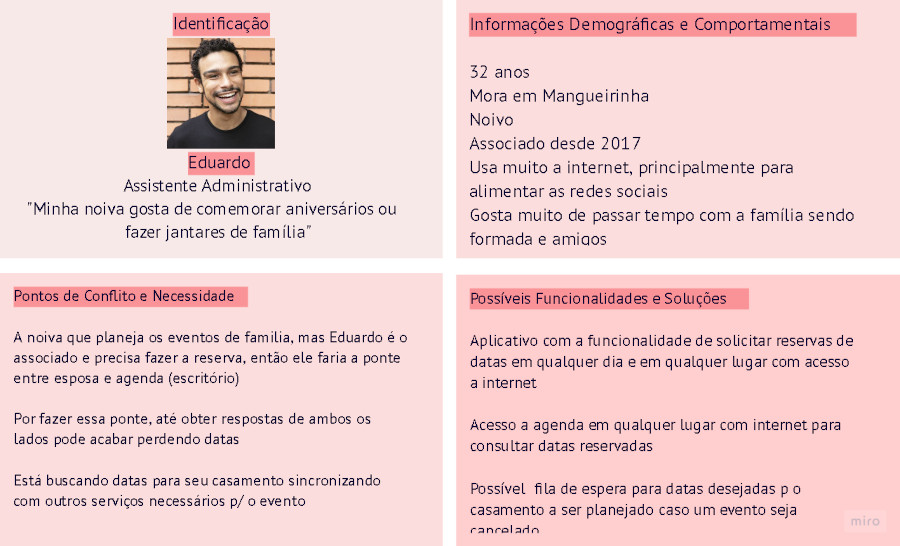 Identificação
Eduardo
Assistente Administrativo
"Minha noiva gosta de comemorar aniversários ou
fazer jantares de família"
Informações Demográficas e Comportamentais
32 anos
Mora em Mangueirinha
Noivo
Associado desde 2017
Usa muito a internet, principalmente para
alimentar as redes sociais
Gosta muito de passar tempo com a família sendo
formada e amigos
Pontos de Conflito e Necessidade
A noiva que planeja os eventos de familia, mas Eduardo é o
associado e precisa fazer a reserva, então ele faria a ponte
entre esposa e agenda (escritório)
Por fazer essa ponte, até obter respostas de ambos os
lados pode acabar perdendo datas
Está buscando datas para seu casamento sincronizando
com outros serviços necessários p/ o evento
Possíveis Funcionalidades e Soluções
Aplicativo com a funcionalidade de solicitar reservas de
datas em qualquer dia e em qualquer lugar com acesso
a internet
Acesso a agenda em qualquer lugar com internet para
consultar datas reservadas
Possível fila de espera para datas desejadas p o
casamento a ser planejado caso um evento seja
cancelado
miro